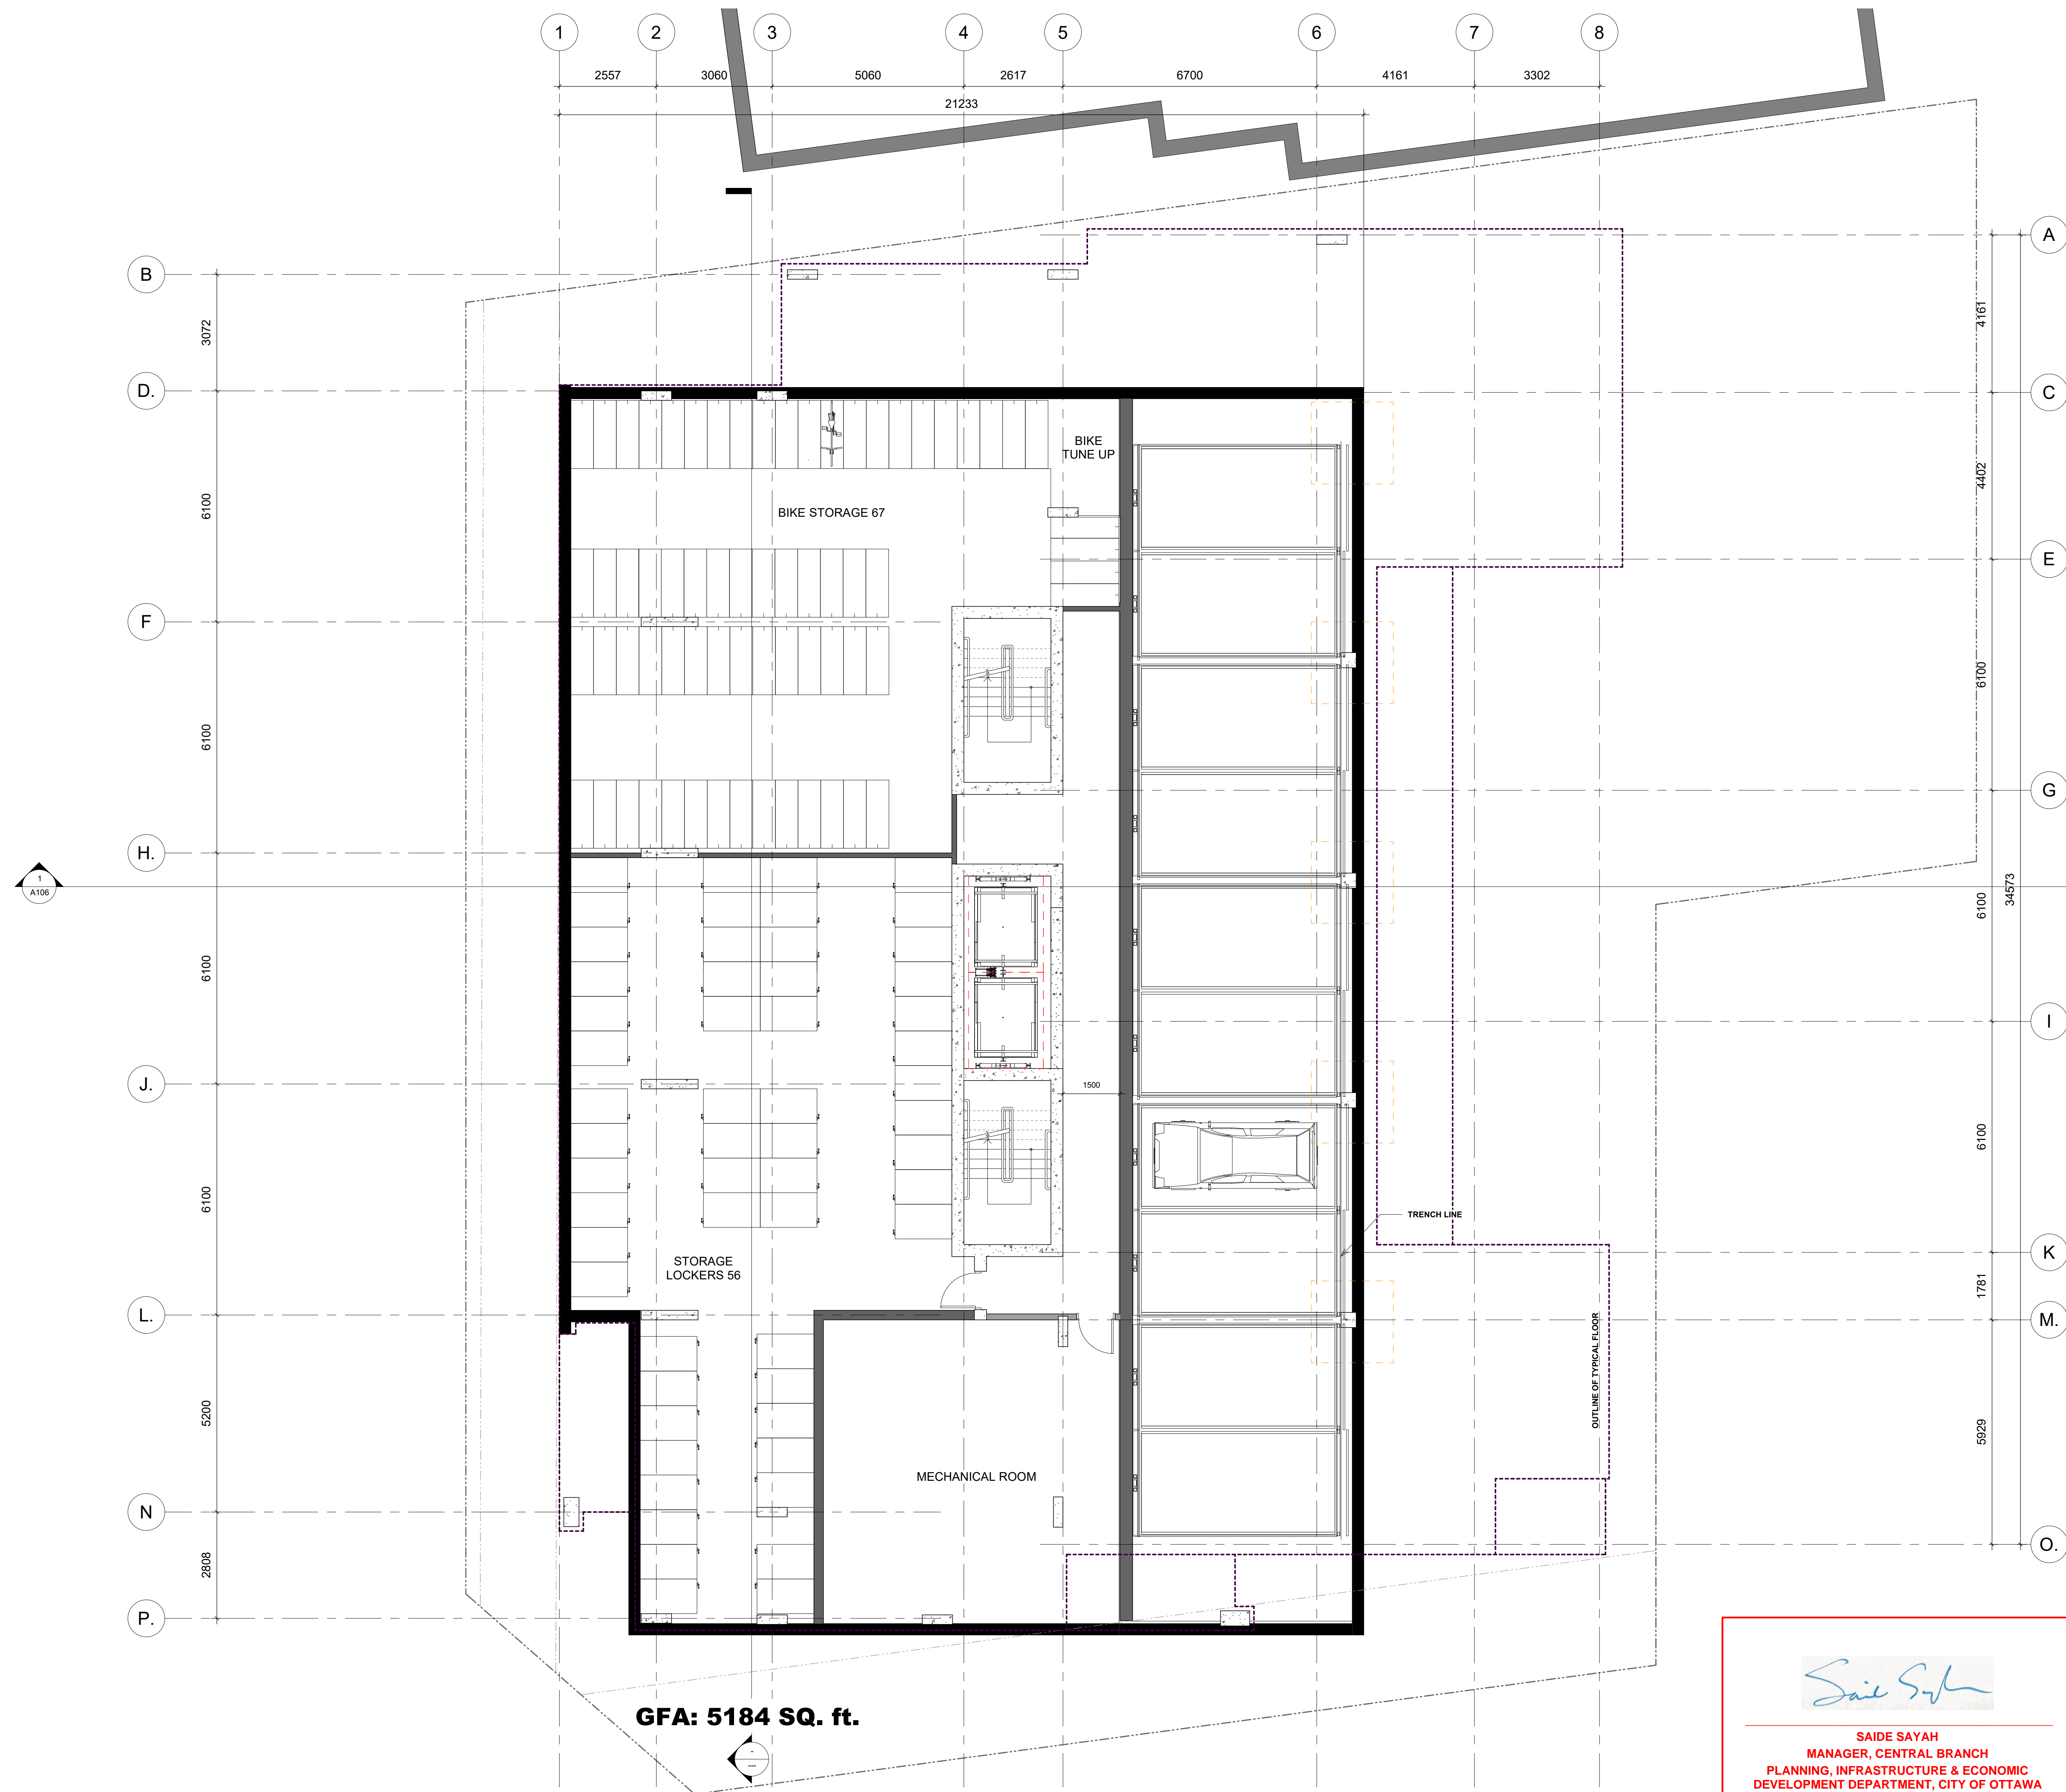 1 2 3 4 5 6 7 8
2557 3060 5060 2617 6700 4161 3302
21233
A
B
3072
4161
D.
C
BIKE
TUNE UP
4402
6100
BIKE STORAGE 67
E
F
6100
6100
G
H.
1
A106
34573
6100
6100
I
J.
1500
6100
6100
TRENCH LINE
K
STORAGE
LOCKERS 56
1781
L.
M.
OUTLINE OF TYPICAL FLOOR
5200
5929
MECHANICAL ROOM
N
O.
2808
P.
GFA: 5184 SQ. ft.
-
---
Saide Sayah
SAIDE SAYAH
MANAGER, CENTRAL BRANCH
PLANNING, INFRASTRUCTURE & ECONOMIC
DEVELOPMENT DEPARTMENT, CITY OF OTTAWA